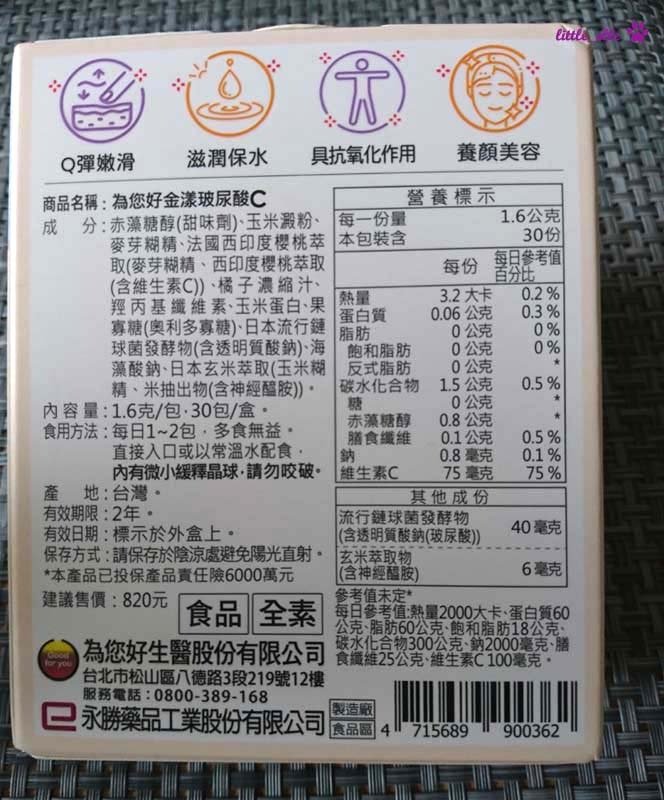 little
Q彈嫩滑
滋潤保水
具抗氧化作用
養顏美容
商品名稱：為您好金漾玻尿酸C
成　分：赤藻糖醇(甜味劑)、玉米澱粉、
麥芽糊精、法國西印度櫻桃萃
取(麥芽糊精、西印度櫻桃萃取
(含維生素C))、橘子濃縮汁、
羥丙基纖維素、玉米蛋白、果
寡糖(奧利多寡糖)、日本流行鏈
球菌發酵物(含透明質酸鈉)、海
藻酸鈉、日本玄米萃取(玉米糊
精、米抽出物(含神經醯胺))。
內容量：1.6克/包，30包/盒。
食用方法：每日1~2包，多食無益。
直接入口或以常溫水配食，
內有微小緩釋晶球，請勿咬破。
產　地：台灣。
有效期限：2年。
有效日期：標示於外盒上。
保存方式：請保存於陰涼處避免陽光直射。
*本產品已投保產品責任險6000萬元
建議售價：820元
食品 全素
Good for you
為您好生醫股份有限公司
台北市松山區八德路3段219號12樓
服務電話：0800-389-168
永勝藥品工業股份有限公司
製造廠
食品區
營養標示
每一份量 1.6公克
本包裝含 30份
每份 每日參考值百分比
熱量 3.2 大卡 0.2 %
蛋白質 0.06 公克 0.3 %
脂肪 0 公克 0 %
飽和脂肪 0 公克 0 %
反式脂肪 0 公克 *
碳水化合物 1.5 公克 0.5 %
糖 0 公克 *
赤藻糖醇 0.8 公克 *
膳食纖維 0.1 公克 0.5 %
鈉 0.8 毫克 0.1 %
維生素C 75 毫克 75 %
其他成份
流行鏈球菌發酵物
(含透明質酸鈉(玻尿酸)) 40 毫克
玄米萃取物
(含神經醯胺) 6 毫克
參考值未定*
每日參考值:熱量2000大卡、蛋白質60
公克、脂肪60公克、飽和脂肪18公克、
碳水化合物300公克、鈉2000毫克、膳
食纖維25公克、維生素C 100毫克。
4 715689 900362